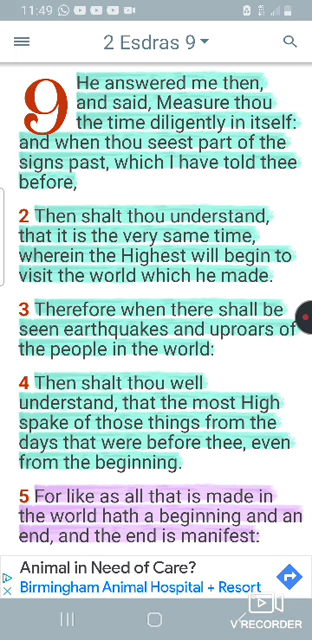 11:49
2 Esdras 9
9 He answered me then,
and said, Measure thou
the time diligently in itself:
and when thou seest part of the
signs past, which I have told thee
before,
2 Then shalt thou understand,
that it is the very same time,
wherein the Highest will begin to
visit the world which he made.
3 Therefore when there shall be
seen earthquakes and uproars of
the people in the world:
4 Then shalt thou well
understand, that the most High
spake of those things from the
days that were before thee, even
from the beginning.
5 For like as all that is made in
the world hath a beginning and an
end, and the end is manifest:
Animal in Need of Care?
Birmingham Animal Hospital + Resort
V RECORDER